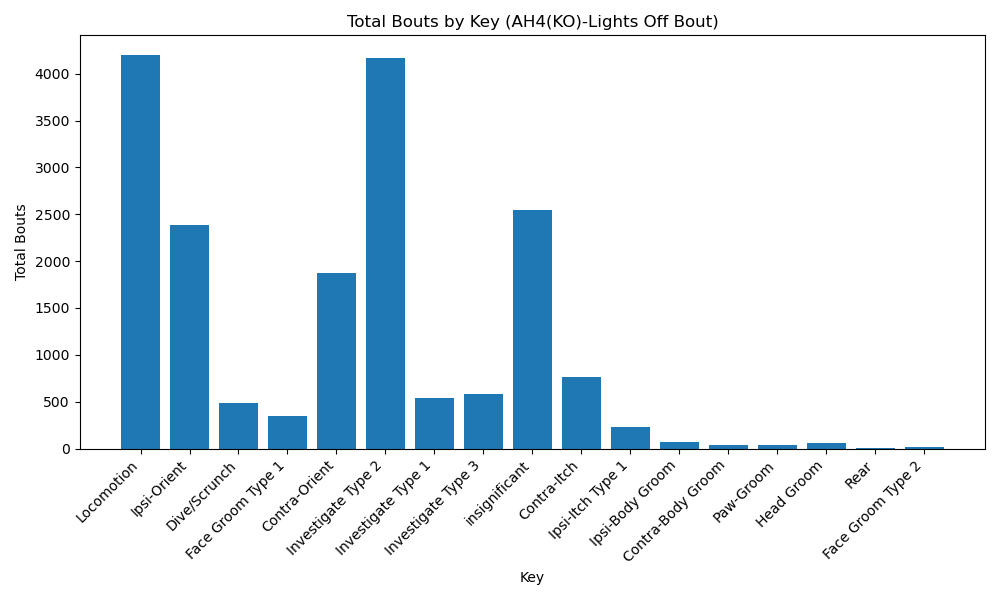 Total Bouts by Key (AH4(KO)-Lights Off Bout)
Total Bouts
4000
3500
3000
2500
2000
1500
1000
500
0
Locomotion
Ipsi-Orient
Dive/Scrunch
Face Groom Type 1
Contra-Orient
Investigate Type 2
Investigate Type 1
Investigate Type 3
insignificant
Contra-Itch
Ipsi-Itch Type 1
Ipsi-Body Groom
Contra-Body Groom
Paw-Groom
Head Groom
Rear
Face Groom Type 2
Key